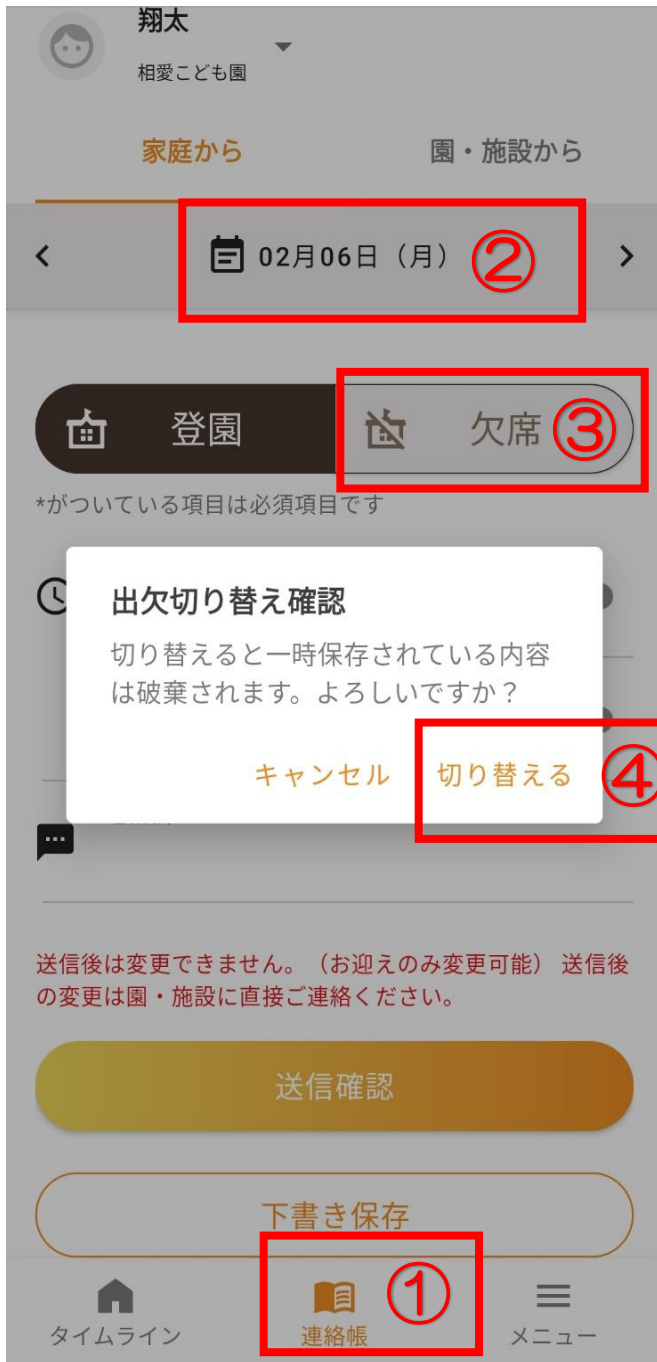 翔太
相愛こども園
家庭から
園・施設から
02月06日（月）
②
登園
欠席
③
*がついている項目は必須項目です
出欠切り替え確認
切り替えると一時保存されている内容
は破棄されます。よろしいですか？
キャンセル
切り替える
④
送信後は変更できません。（お迎えのみ変更可能） 送信後
の変更は園・施設に直接ご連絡ください。
送信確認
下書き保存
①
タイムライン
連絡帳
メニュー